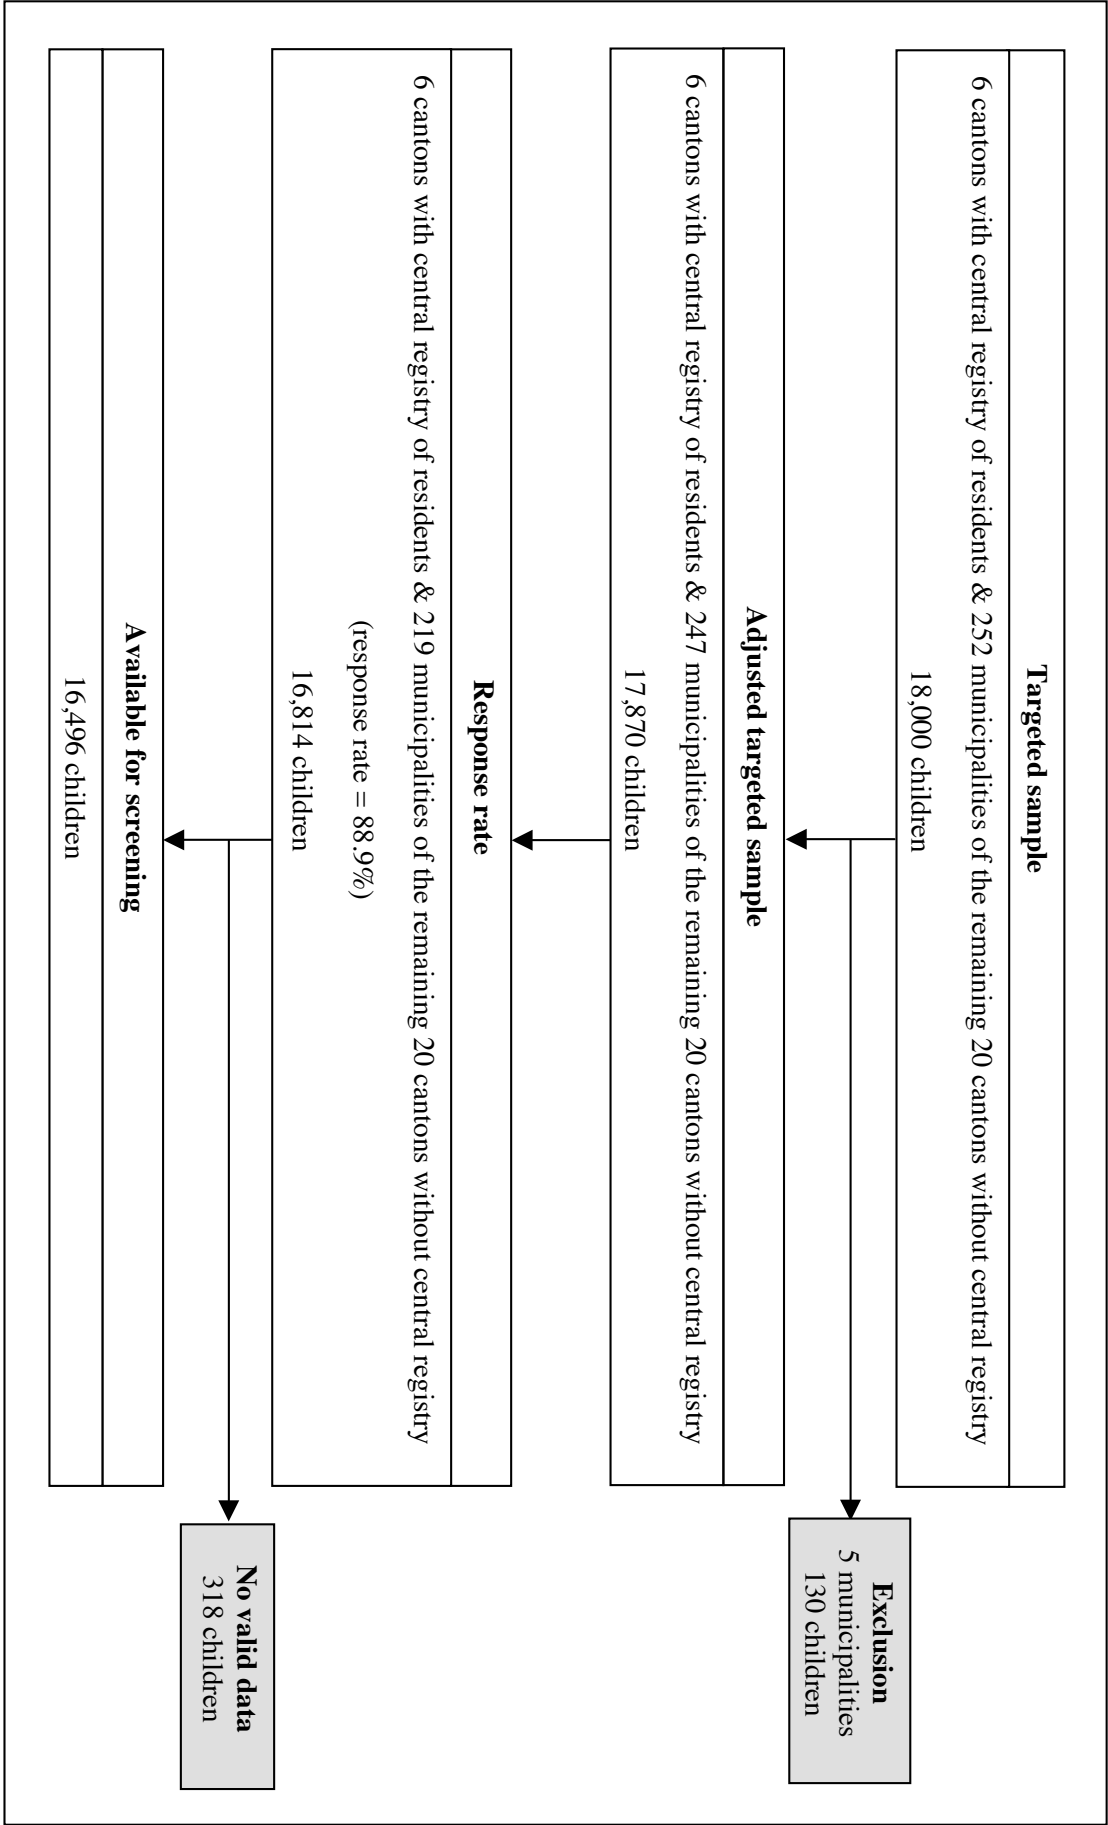 Targeted sample
6 cantons with central registry of residents & 252 municipalities of the remaining 20 cantons without central registry
18,000 children
Exclusion
5 municipalities
130 children
Adjusted targeted sample
6 cantons with central registry of residents & 247 municipalities of the remaining 20 cantons without central registry
17,870 children
Response rate
6 cantons with central registry of residents & 219 municipalities of the remaining 20 cantons without central registry
(response rate = 88.9%)
16,814 children
No valid data
318 children
Available for screening
16,496 children